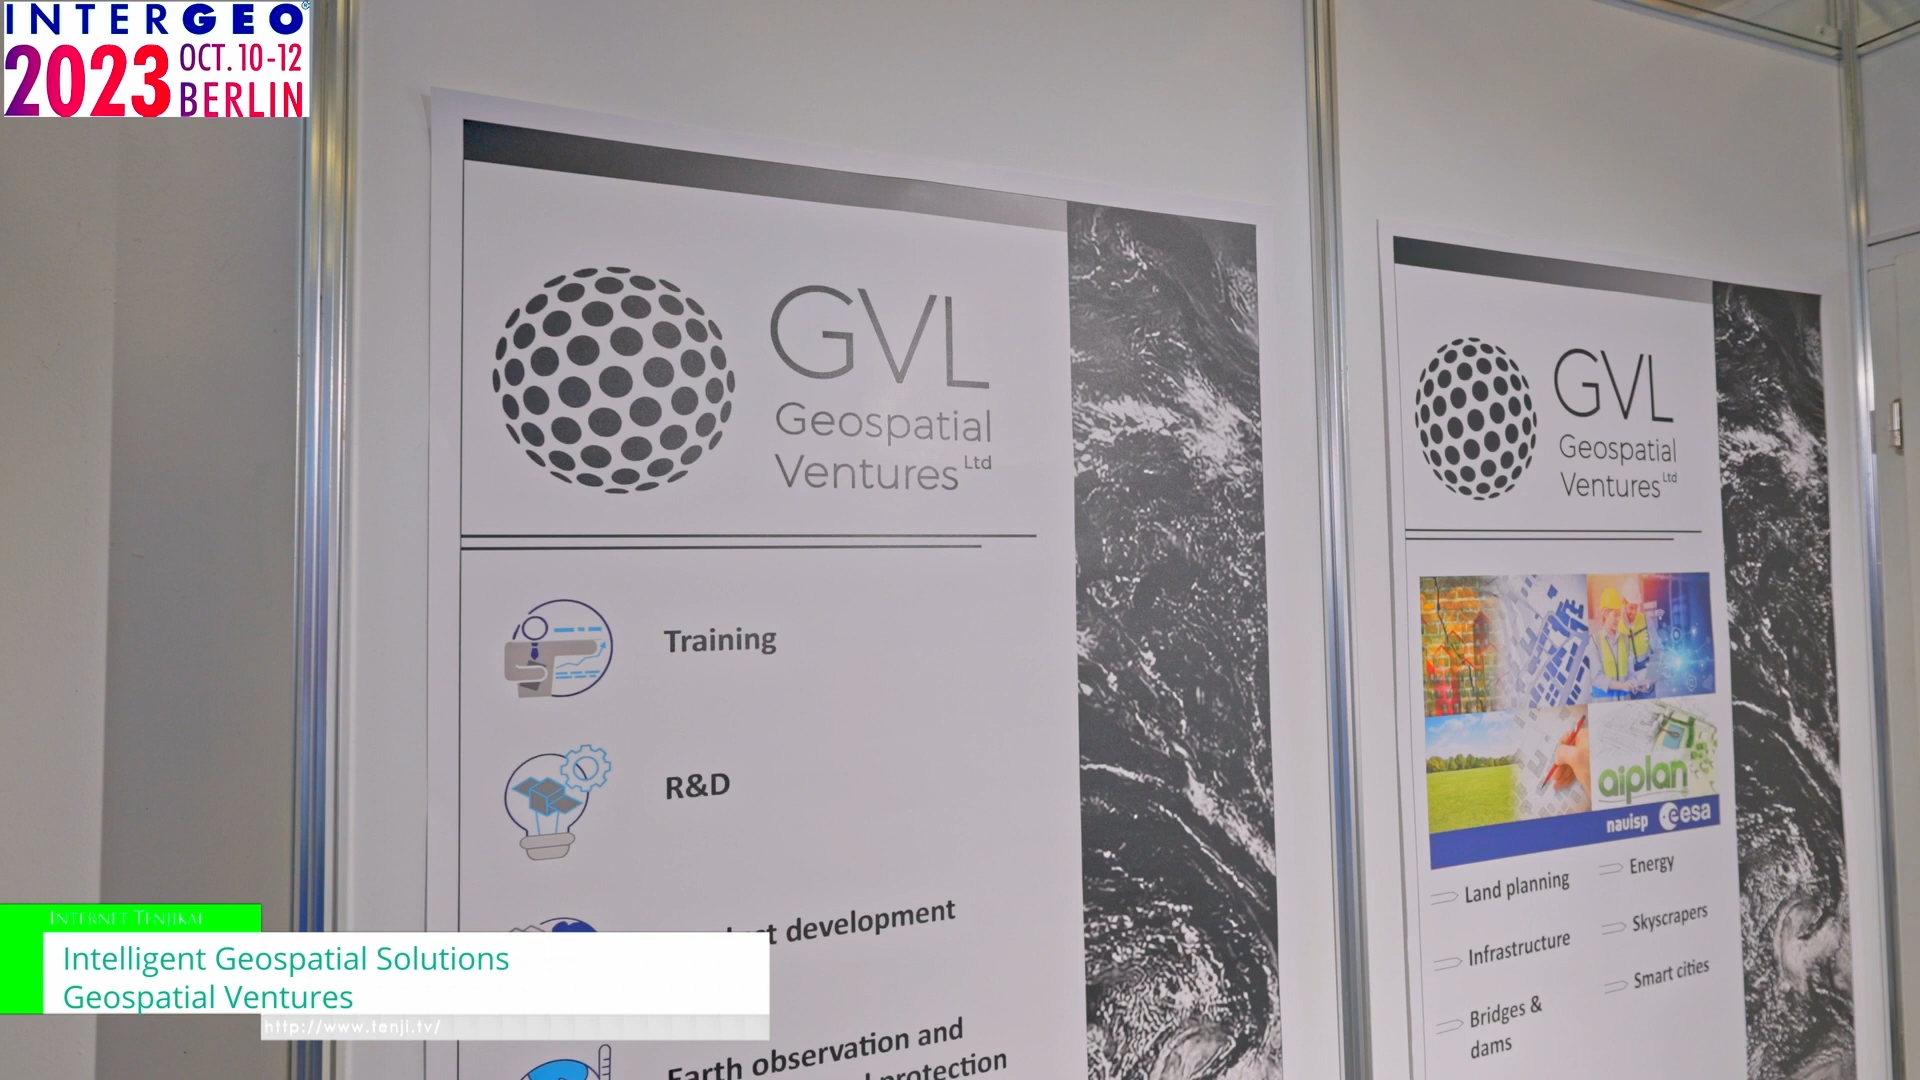 INTERGEO®
2023 OCT. 10-12
BERLIN
GVL
Geospatial
Ventures Ltd
Training
R&D
development
Earth observation and
protection
GVL
Geospatial
Ventures Ltd
aiplan
navisp esa
Land planning
Infrastructure
Bridges &
dams
Energy
Skyscrapers
Smart cities
INTERNET TENJIKAI
Intelligent Geospatial Solutions
Geospatial Ventures
http://www.tenji.tv/